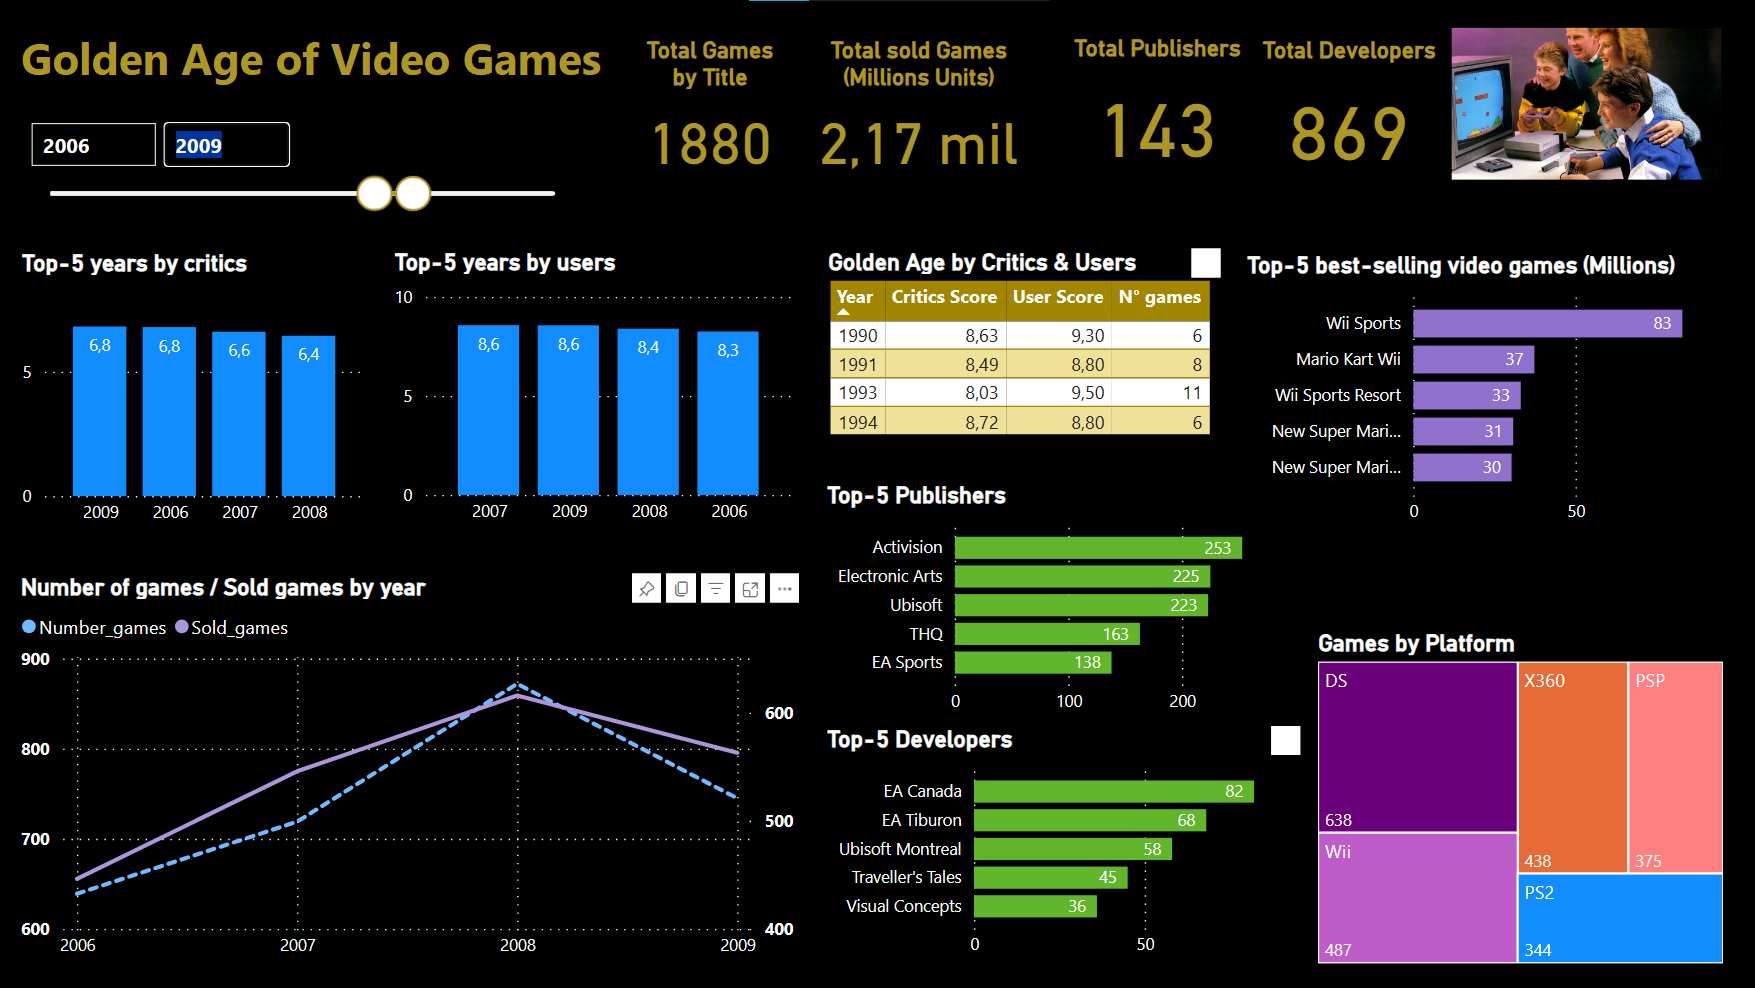 Golden Age of Video Games
2006
2009
Total Games
by Title
1880
Total sold Games
(Millions Units)
2,17 mil
Total Publishers
143
Total Developers
869
Top-5 years by critics
5
0
6,8
6,8
6,6
6,4
2009 2006 2007 2008
Top-5 years by users
10
5
0
8,6
8,6
8,4
8,3
2007 2009 2008 2006
Golden Age by Critics & Users
Year Critics Score User Score N° games
1990 8,63 9,30 6
1991 8,49 8,80 8
1993 8,03 9,50 11
1994 8,72 8,80 6
Top-5 best-selling video games (Millions)
Wii Sports 83
Mario Kart Wii 37
Wii Sports Resort 33
New Super Mari... 31
New Super Mari... 30
0 50
Number of games / Sold games by year
Number_games Sold_games
900
800
700
600
600
500
400
2006 2007 2008 2009
Top-5 Publishers
Activision 253
Electronic Arts 225
Ubisoft 223
THQ 163
EA Sports 138
0 100 200
Top-5 Developers
EA Canada 82
EA Tiburon 68
Ubisoft Montreal 58
Traveller's Tales 45
Visual Concepts 36
0 50
Games by Platform
DS
638
Wii
487
X360
438
PSP
375
PS2
344